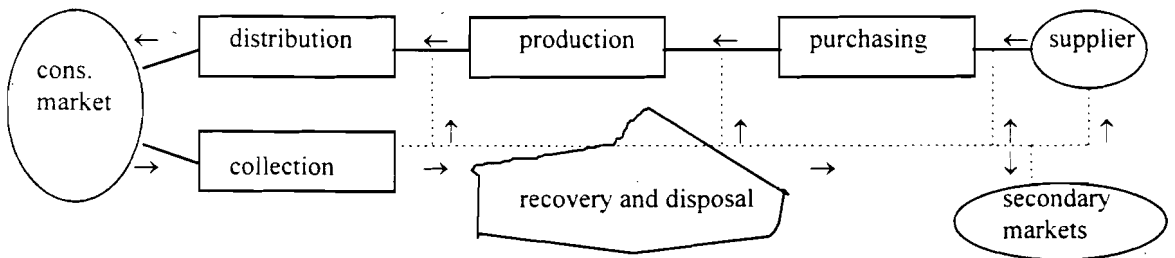 distribution
production
purchasing
supplier
cons.
market
collection
recovery and disposal
secondary
markets